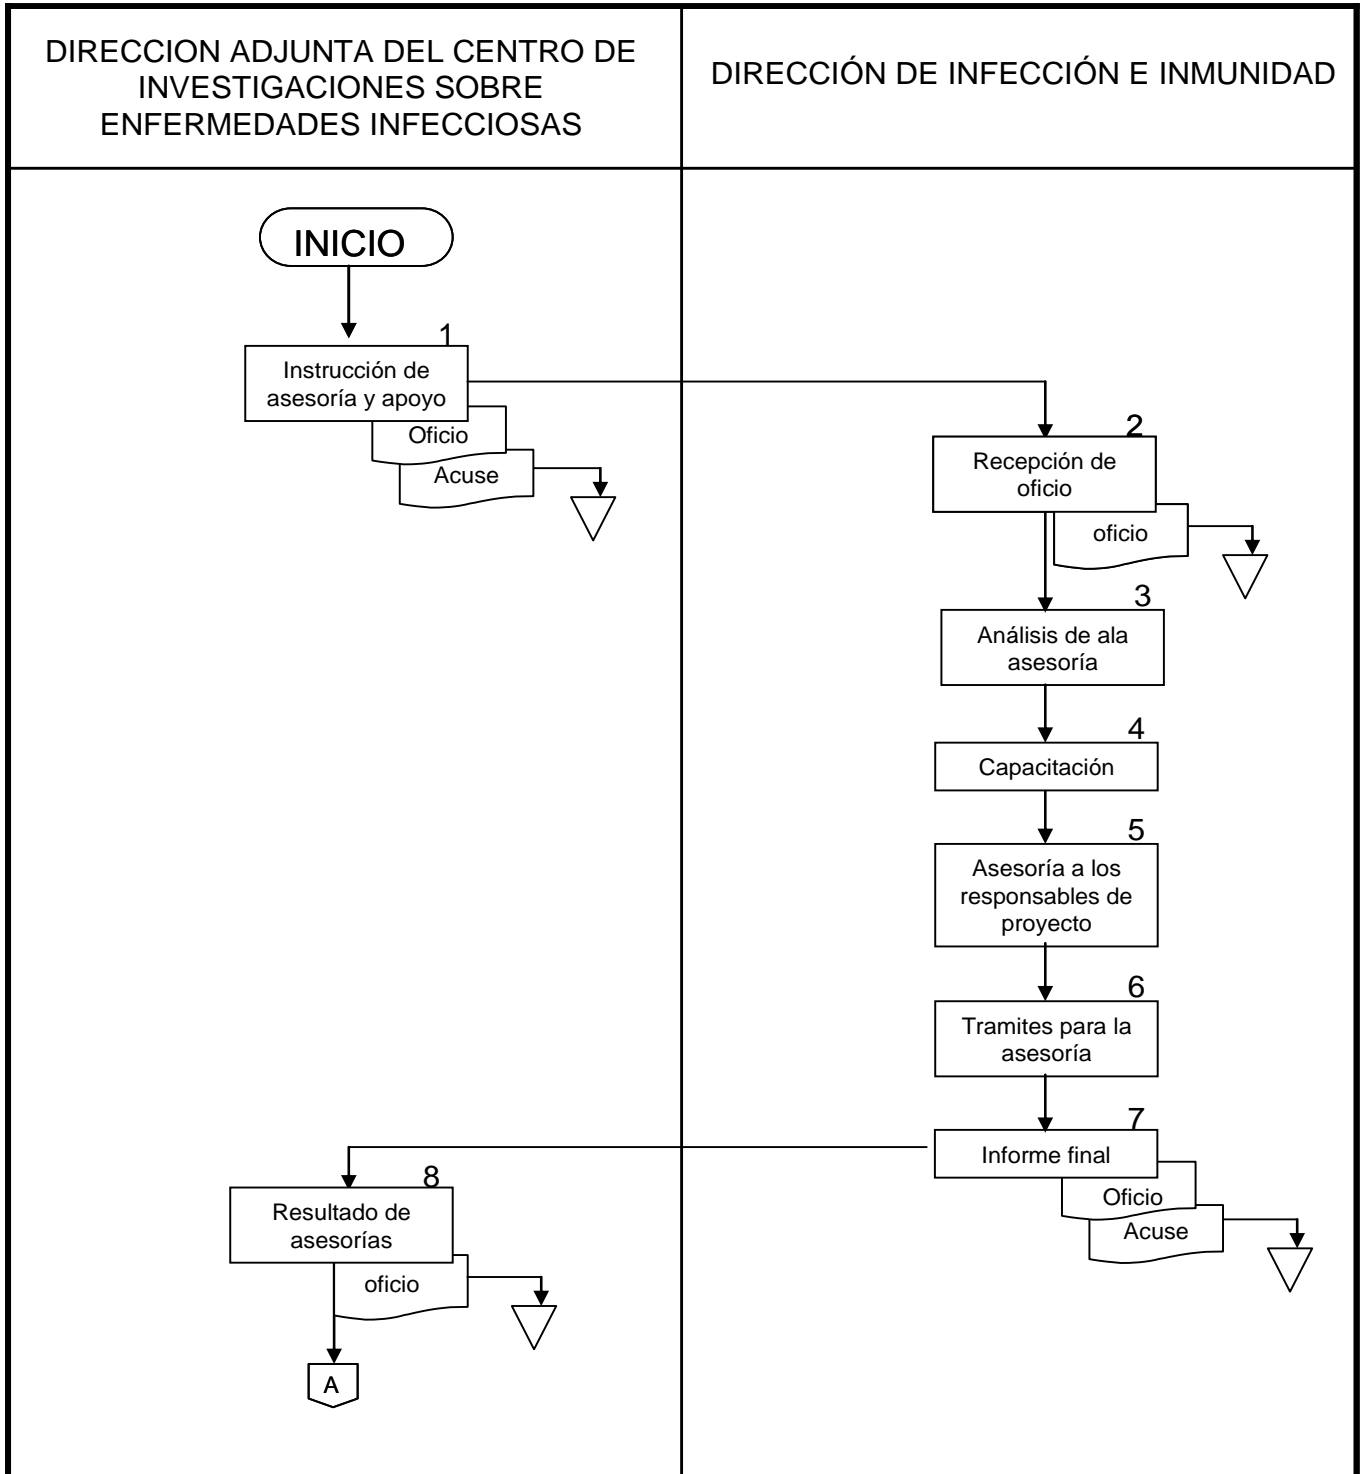 DIRECCION ADJUNTA DEL CENTRO DE
INVESTIGACIONES SOBRE
ENFERMEDADES INFECCIOSAS
DIRECCIÓN DE INFECCIÓN E INMUNIDAD
INICIO
1
Instrucción de
asesoría y apoyo
Oficio
Acuse
2
Recepción de
oficio
oficio
3
Análisis de ala
asesoría
4
Capacitación
5
Asesoría a los
responsables de
proyecto
6
Tramites para la
asesoría
7
Informe final
Oficio
Acuse
8
Resultado de
asesorías
oficio
A